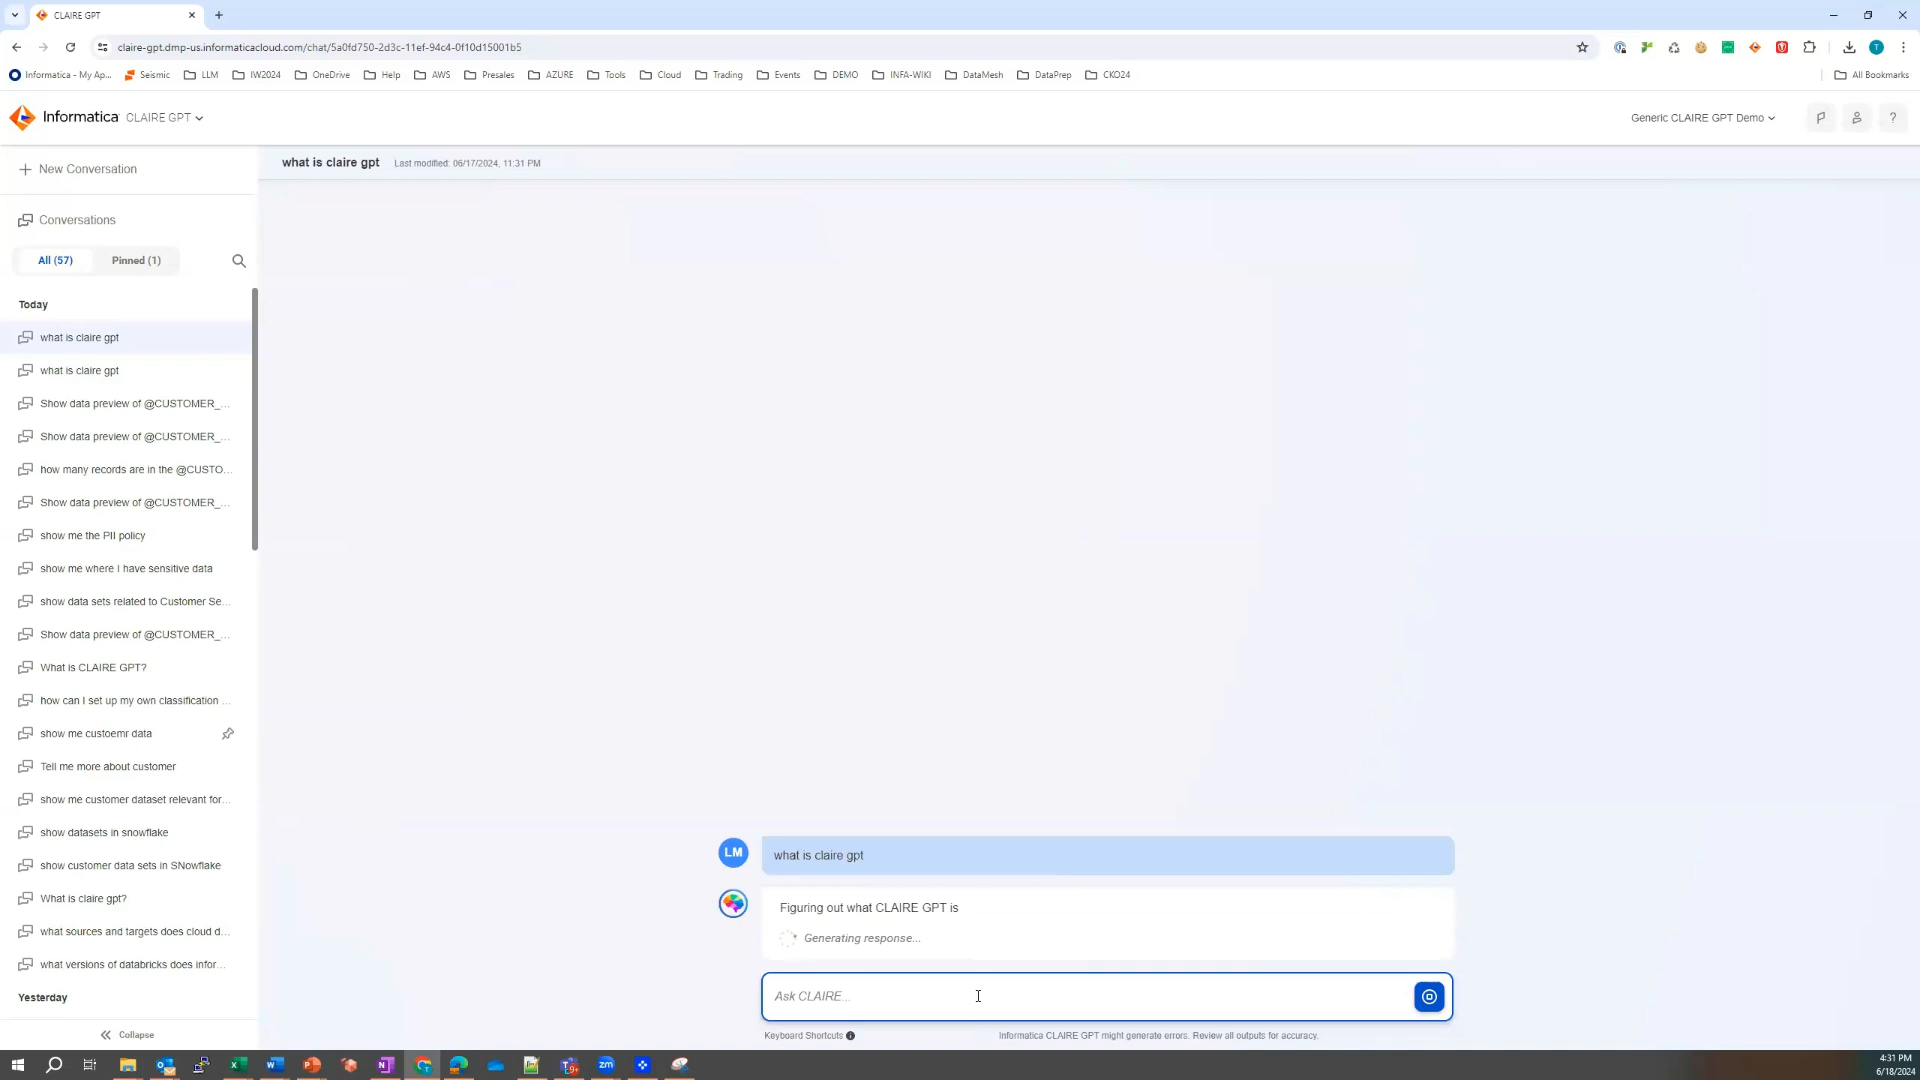 CLAIRE GPT
claire-gpt.dmp-us.informaticacloud.com/chat/5a0fd750-2d3c-11ef-94c4-0f10d15001b5
Informatica - My Ap... Seismic LLM IW2024 OneDrive Help AWS Presales AZURE Tools Cloud Trading Events DEMO INFA-WIKI DataMesh DataPrep CKO24 All Bookmarks
Informatica CLAIRE GPT Generic CLAIRE GPT Demo ?
New Conversation
what is claire gpt Last modified: 06/17/2024, 11:31 PM
Conversations
All (57) Pinned (1)
Today
what is claire gpt
what is claire gpt
Show data preview of @CUSTOMER_...
Show data preview of @CUSTOMER_...
how many records are in the @CUSTO...
Show data preview of @CUSTOMER_...
show me the PII policy
show me where I have sensitive data
show data sets related to Customer Se...
Show data preview of @CUSTOMER_...
What is CLAIRE GPT?
how can I set up my own classification ...
show me custoemr data
Tell me more about customer
show me customer dataset relevant for...
show datasets in snowflake
show customer data sets in SNowflake
What is claire gpt?
what sources and targets does cloud d...
what versions of databricks does infor...
Yesterday
Collapse
LM what is claire gpt
Figuring out what CLAIRE GPT is
Generating response...
Ask CLAIRE...
Keyboard Shortcuts Informatica CLAIRE GPT might generate errors. Review all outputs for accuracy.
4:31 PM
6/18/2024